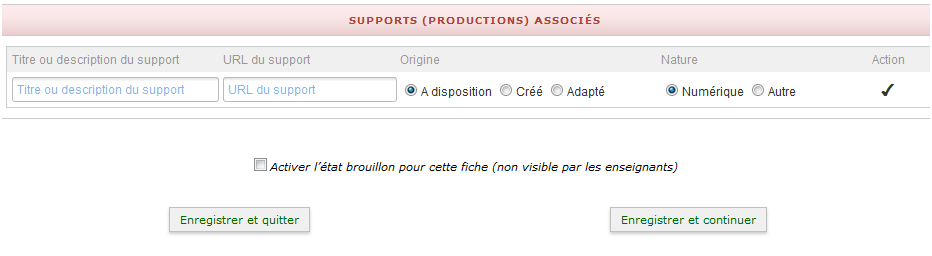 SUPPORTS (PRODUCTIONS) ASSOCIÉS
Titre ou description du support URL du support Origine Nature Action
Titre ou description du support URL du support A disposition Créé Adapté Numérique Autre
Activer l'état brouillon pour cette fiche (non visible par les enseignants)
Enregistrer et quitter Enregistrer et continuer